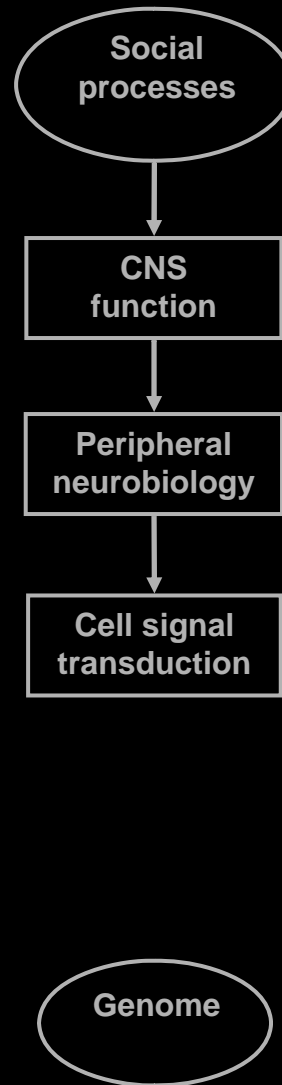 Social
processes
CNS
function
Peripheral
neurobiology
Cell signal
transduction
Genome